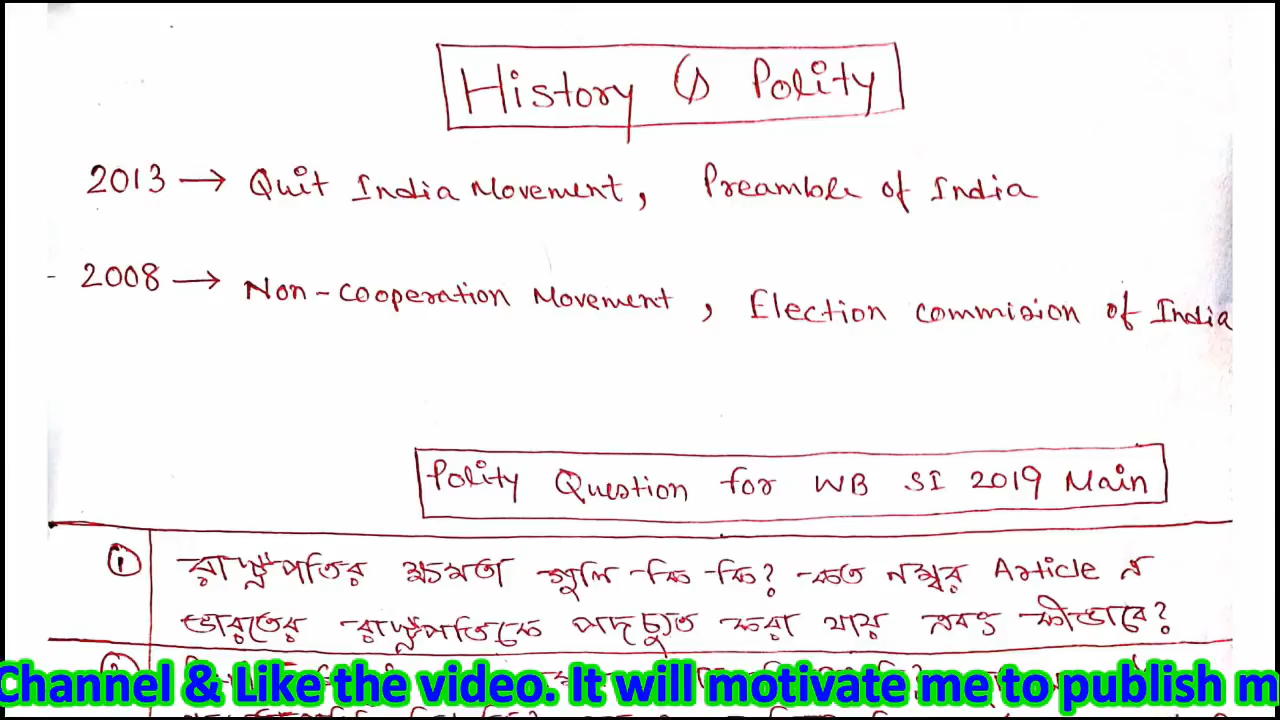 History & Polity
2013 → Quit India Movement, Preamble of India
- 2008 → Non-cooperation Movement, Election commision of India
Polity Question for WB SI 2019 Main
1 রাষ্ট্রপতির ক্ষমতা গুলি কি কি? কত নম্বর Article এ
ভারতের রাষ্ট্রপতিকে পদচ্যুত করা যায় এবং কীভাবে?
Channel & Like the video. It will motivate me to publish m